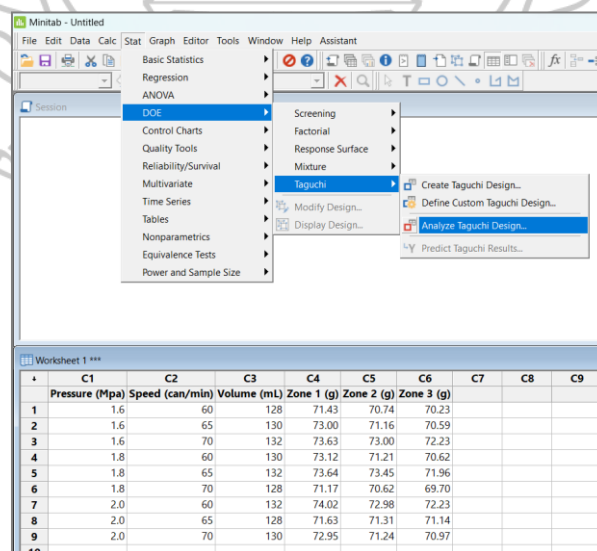 Minitab - Untitled
File Edit Data Calc Stat Graph Editor Tools Window Help Assistant
Session
Basic Statistics
Regression
ANOVA
DOE
Control Charts
Quality Tools
Reliability/Survival
Multivariate
Time Series
Tables
Nonparametrics
Equivalence Tests
Power and Sample Size
Screening
Factorial
Response Surface
Mixture
Taguchi
Modify Design...
Display Design...
Create Taguchi Design...
Define Custom Taguchi Design...
Analyze Taguchi Design...
Predict Taguchi Results...
Worksheet 1 ***
C1 C2 C3 C4 C5 C6 C7 C8 C9
Pressure (Mpa) Speed (can/min) Volume (mL) Zone 1 (g) Zone 2 (g) Zone 3 (g)
1 1.6 60 128 71.43 70.74 70.23
2 1.6 65 130 73.00 71.16 70.59
3 1.6 70 132 73.63 73.00 72.23
4 1.8 60 130 73.12 71.21 70.62
5 1.8 65 132 73.64 73.45 71.96
6 1.8 70 128 71.17 70.62 69.70
7 2.0 60 132 74.02 72.98 72.23
8 2.0 65 128 71.63 71.31 71.14
9 2.0 70 130 72.95 71.24 70.97